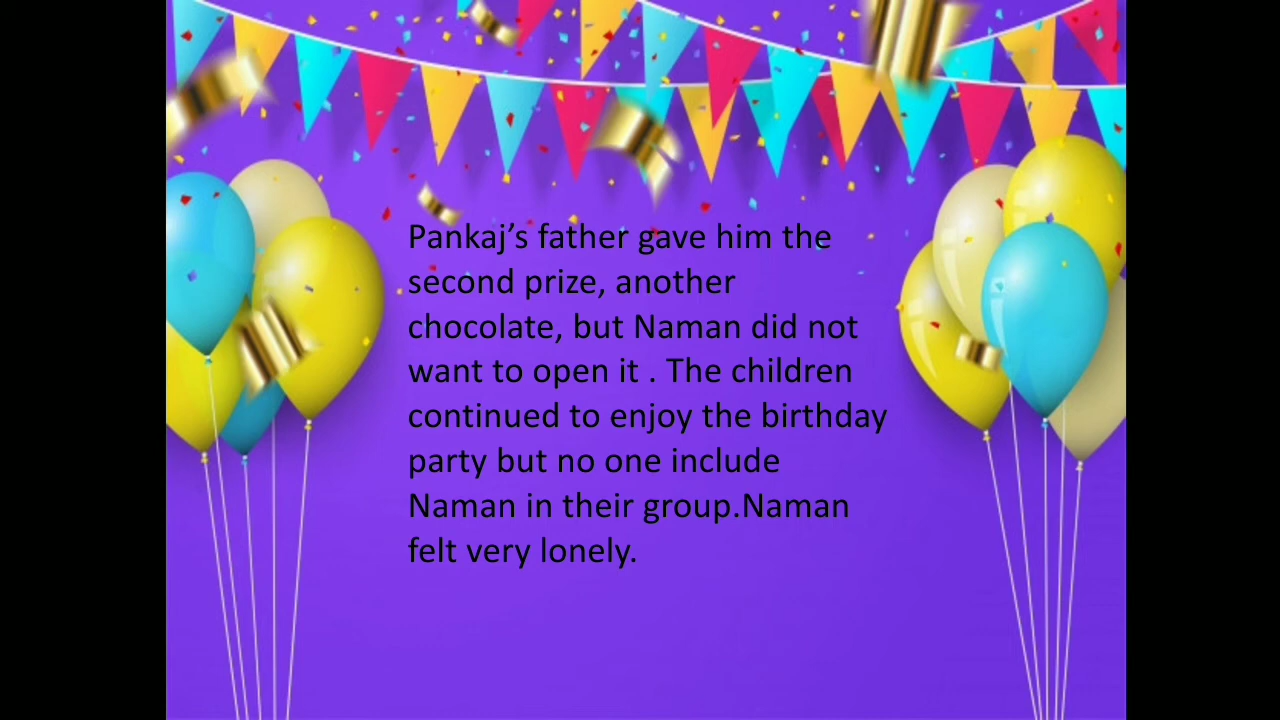 Pankaj’s father gave him the
second prize, another
chocolate, but Naman did not
want to open it . The children
continued to enjoy the birthday
party but no one include
Naman in their group.Naman
felt very lonely.